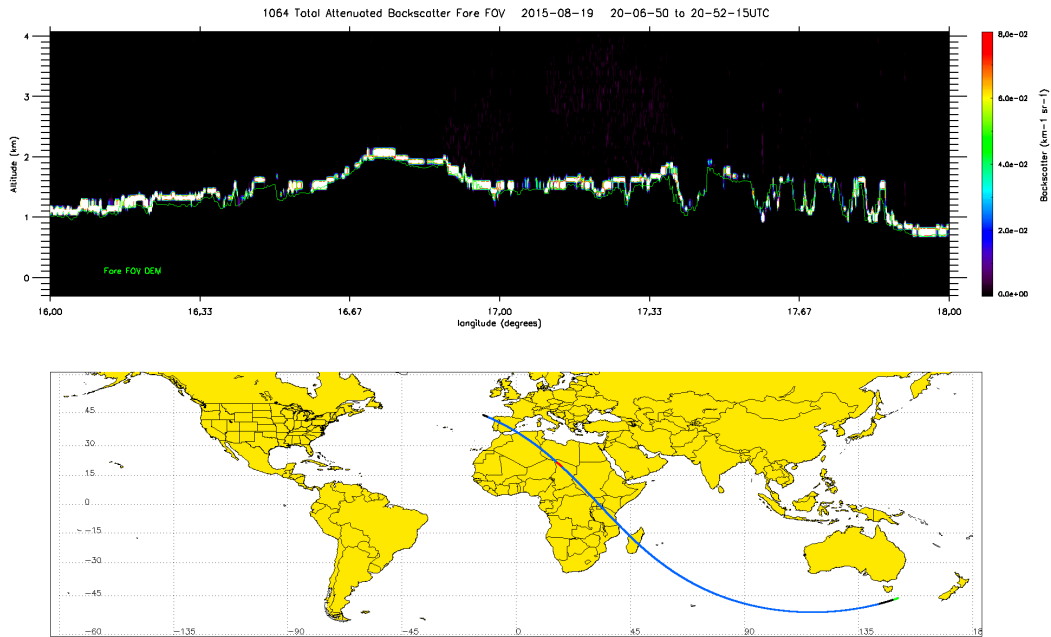 1064 Total Attenuated Backscatter Fore FOV 2015-08-19 20-06-50 to 20-52-15UTC
4
3
2
1
0
Altitude (km)
Fore FOV DEM
16.00 16.33 16.67 17.00 17.33 17.67 18.00
longitude (degrees)
8.0e-02
6.0e-02
4.0e-02
2.0e-02
0.0e+00
Backscatter (km-1 sr-1)
45
30
15
0
-15
-30
-45
-60 -135 -90 -45 0 45 90 135 18